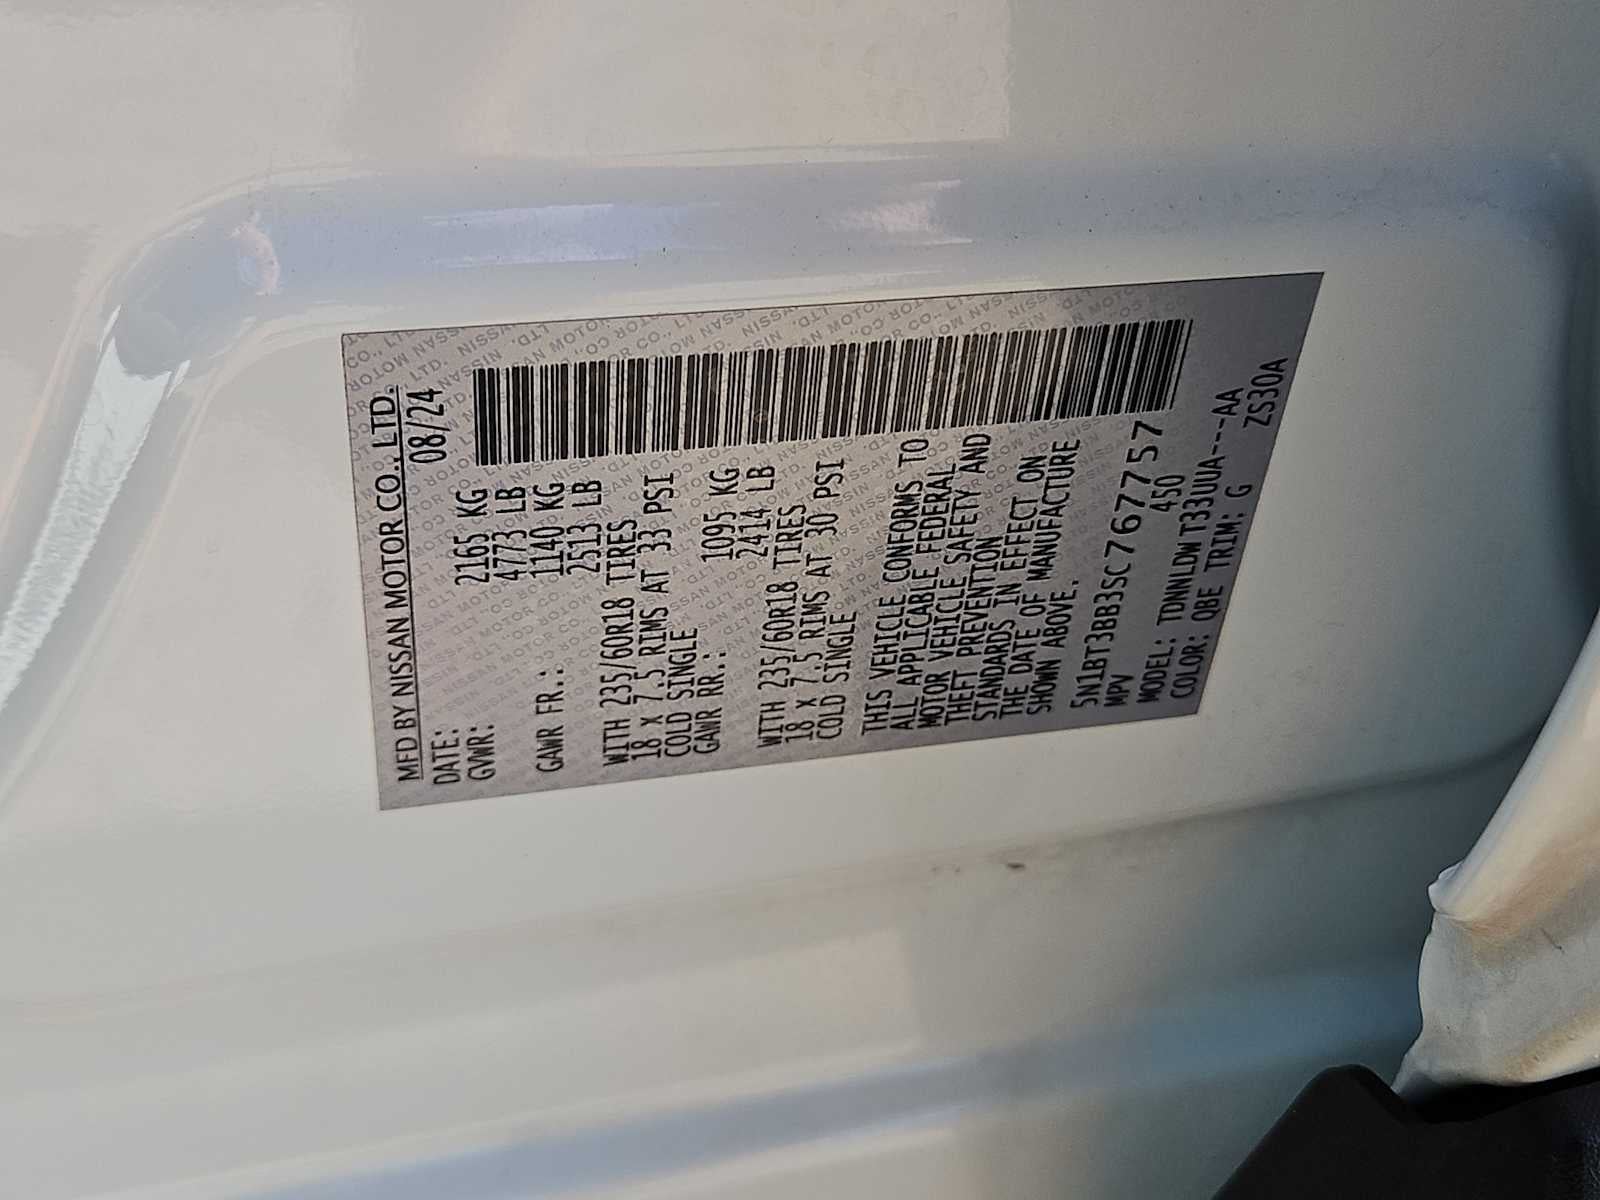 MFD BY NISSAN MOTOR CO., LTD.
DATE: 08/24
GVWR: 2165 KG
4773 LB
GAWR FR.: 1140 KG
2513 LB
WITH 235/60R18 TIRES
18 X 7.5 RIMS AT 33 PSI
COLD SINGLE
GAWR RR.: 1095 KG
2414 LB
WITH 235/60R18 TIRES
18 X 7.5 RIMS AT 30 PSI
COLD SINGLE
THIS VEHICLE CONFORMS TO
ALL APPLICABLE FEDERAL
MOTOR VEHICLE SAFETY AND
THEFT PREVENTION
STANDARDS IN EFFECT ON
THE DATE OF MANUFACTURE
SHOWN ABOVE.
5N1BT3BB3SC767757
MPV 450
MODEL: TDNNLDW T33UUA---AA
COLOR: QBE TRIM: G ZS30A